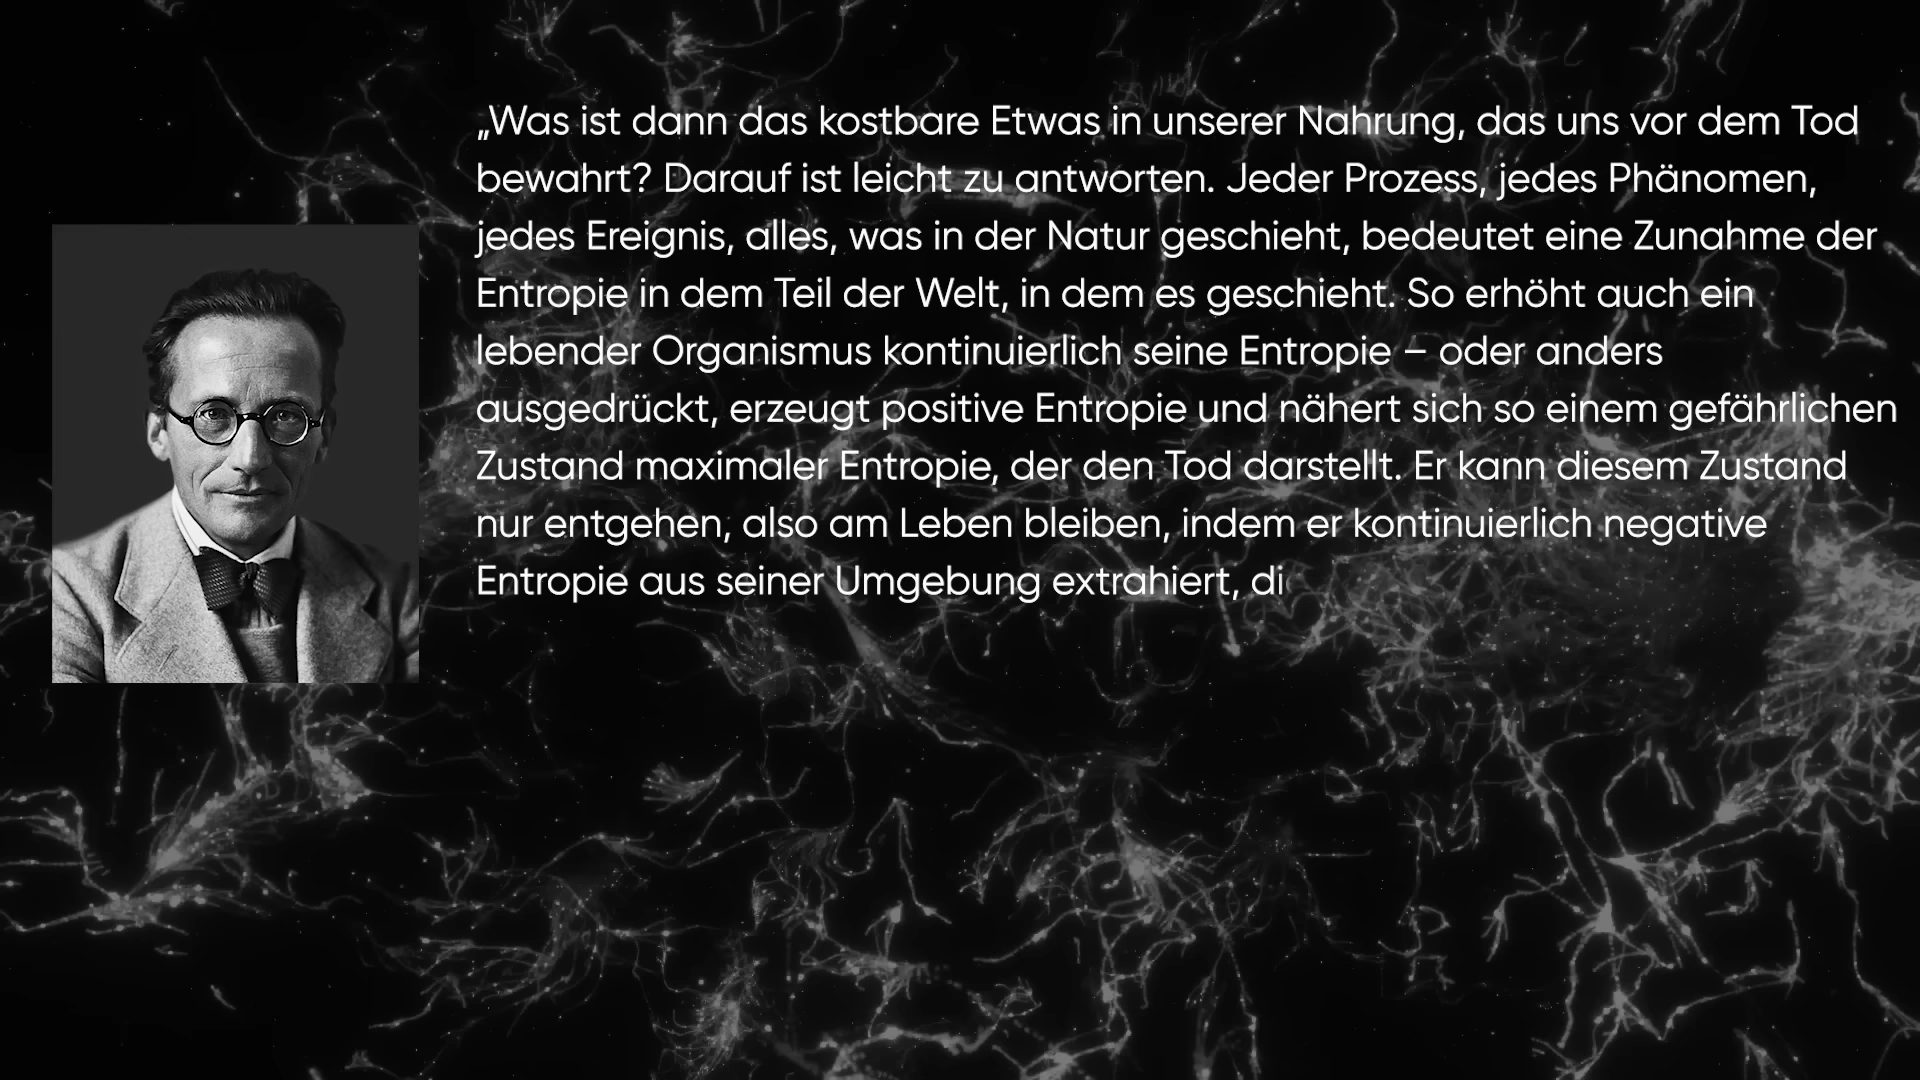 „Was ist dann das kostbare Etwas in unserer Nahrung, das uns vor dem Tod
bewahrt? Darauf ist leicht zu antworten. Jeder Prozess, jedes Phänomen,
jedes Ereignis, alles, was in der Natur geschieht, bedeutet eine Zunahme der
Entropie in dem Teil der Welt, in dem es geschieht. So erhöht auch ein
lebender Organismus kontinuierlich seine Entropie – oder anders
ausgedrückt, erzeugt positive Entropie und nähert sich so einem gefährlichen
Zustand maximaler Entropie, der den Tod darstellt. Er kann diesem Zustand
nur entgehen, also am Leben bleiben, indem er kontinuierlich negative
Entropie aus seiner Umgebung extrahiert, di